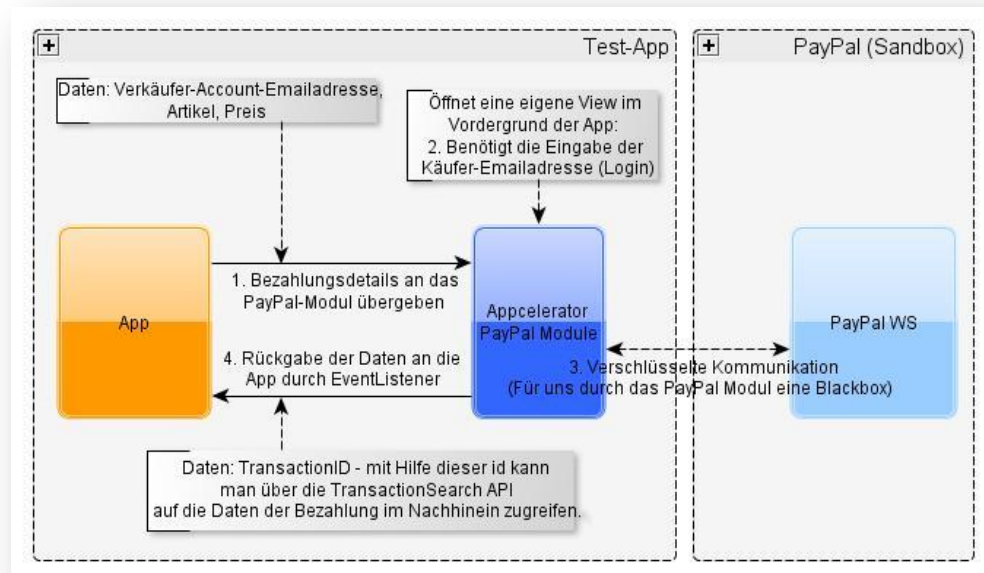 Test-App
PayPal (Sandbox)
Daten: Verkäufer-Account-Emailadresse,
Artikel, Preis
Öffnet eine eigene View im
Vordergrund der App:
2. Benötigt die Eingabe der
Käufer-Emailadresse (Login)
App
1. Bezahlungsdetails an das
PayPal-Modul übergeben
Appcelerator
PayPal Module
PayPal WS
3. Verschlüsselte Kommunikation
(Für uns durch das PayPal Modul eine Blackbox)
4. Rückgabe der Daten an die
App durch EventListener
Daten: TransactionID - mit Hilfe dieser id kann
man über die TransactionSearch API
auf die Daten der Bezahlung im Nachhinein zugreifen.